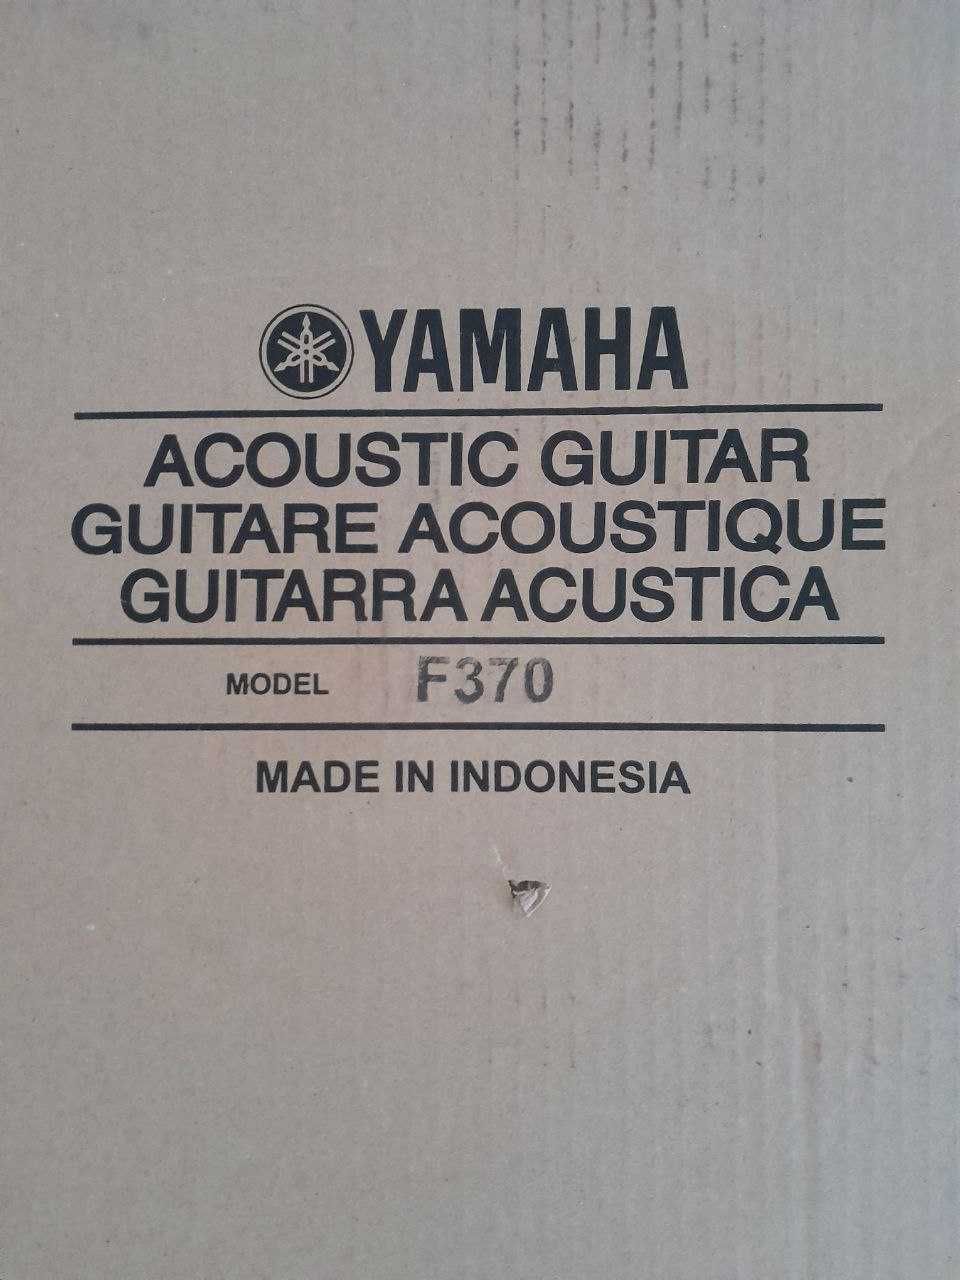 YAMAHA
ACOUSTIC GUITAR
GUITARE ACOUSTIQUE
GUITARRA ACUSTICA
MODEL F370
MADE IN INDONESIA